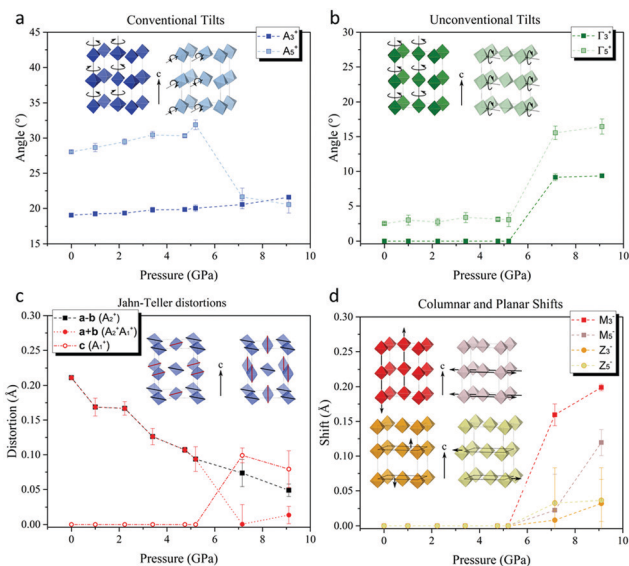 a
Conventional Tilts
A₃⁺
A₅⁺
c
45
40
35
30
25
20
15
Angle (°)
0 2 4 6 8 10
Pressure (GPa)
b
Unconventional Tilts
Γ₃⁺
Γ₅⁺
c
30
25
20
15
10
5
0
Angle (°)
0 2 4 6 8 10
Pressure (GPa)
c
Jahn-Teller distortions
a-b (A₂⁺)
a+b (A₂⁺A₁⁺)
c (A₁⁺)
c
0.30
0.25
0.20
0.15
0.10
0.05
0.00
Distortion (Å)
0 2 4 6 8 10
Pressure (GPa)
d
Columnar and Planar Shifts
M₃⁻
M₅⁻
Z₃⁻
Z₅⁻
c
c
0.30
0.25
0.20
0.15
0.10
0.05
0.00
Shift (Å)
0 2 4 6 8 10
Pressure (GPa)